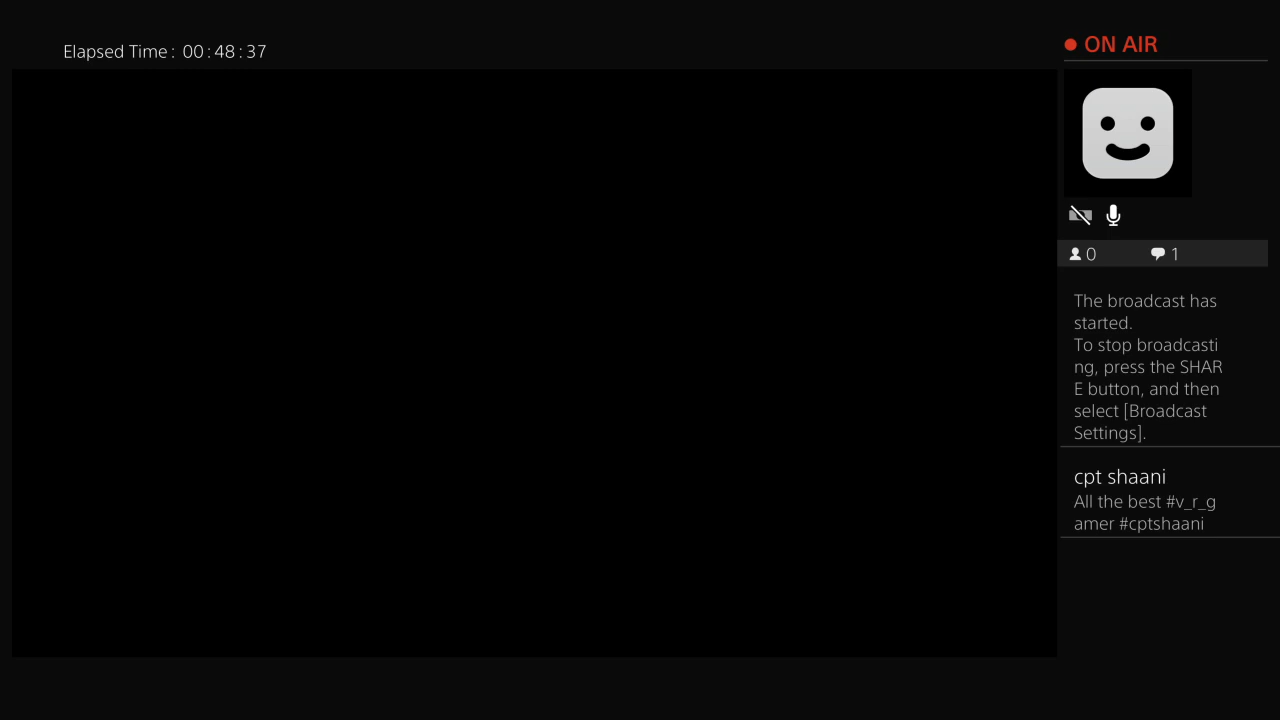 Elapsed Time : 00 : 48 : 37
ON AIR
0
1
The broadcast has
started.
To stop broadcasti
ng, press the SHAR
E button, and then
select [Broadcast
Settings].
cpt shaani
All the best #v_r_g
amer #cptshaani